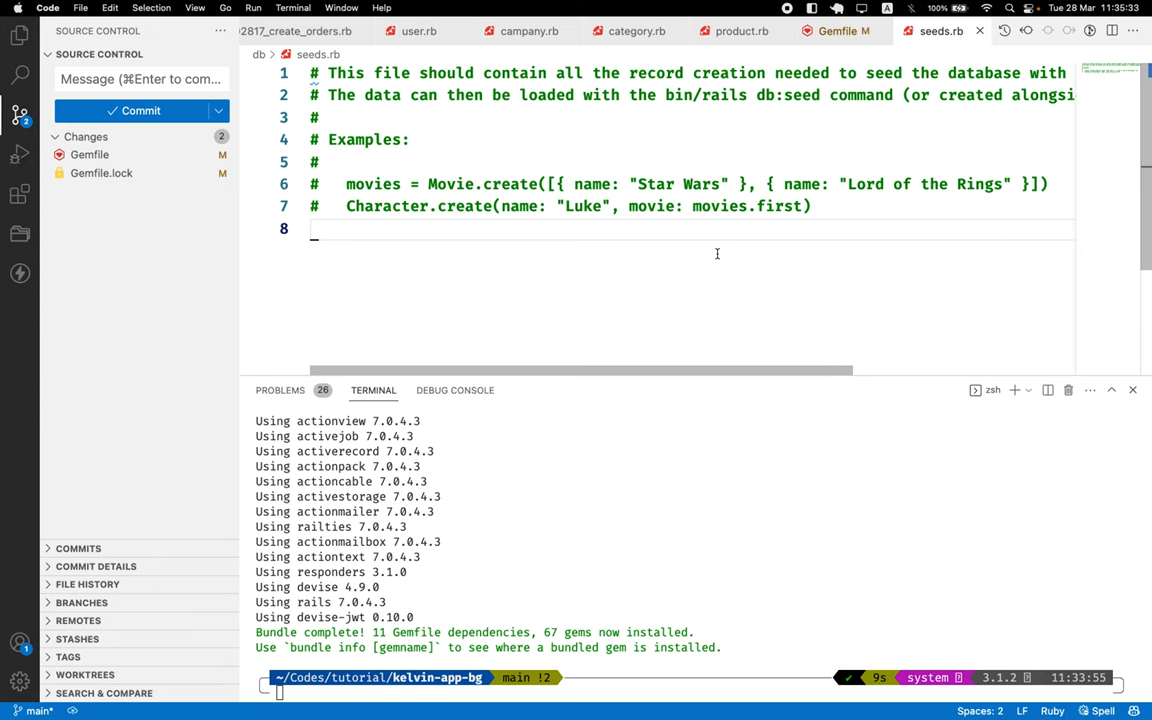 Code File Edit Selection View Go Run Terminal Window Help 100% Tue 28 Mar 11:35:33
SOURCE CONTROL
2817_create_orders.rb user.rb company.rb category.rb product.rb Gemfile M seeds.rb
SOURCE CONTROL
db > seeds.rb
Message (⌘Enter to com...
Commit
Changes 2
Gemfile M
Gemfile.lock M
1 # This file should contain all the record creation needed to seed the database with
2 # The data can then be loaded with the bin/rails db:seed command (or created alongsi
3 #
4 # Examples:
5 #
6 # movies = Movie.create([{ name: "Star Wars" }, { name: "Lord of the Rings" }])
7 # Character.create(name: "Luke", movie: movies.first)
8
PROBLEMS 26 TERMINAL DEBUG CONSOLE zsh
Using actionview 7.0.4.3
Using activejob 7.0.4.3
Using activerecord 7.0.4.3
Using actionpack 7.0.4.3
Using actioncable 7.0.4.3
Using activestorage 7.0.4.3
Using actionmailer 7.0.4.3
Using railties 7.0.4.3
Using actionmailbox 7.0.4.3
Using actiontext 7.0.4.3
Using responders 3.1.0
Using devise 4.9.0
Using rails 7.0.4.3
Using devise-jwt 0.10.0
Bundle complete! 11 Gemfile dependencies, 67 gems now installed.
Use `bundle info [gemname]` to see where a bundled gem is installed.
~/Codes/tutorial/kelvin-app-bg main !2 ✔ 9s system 3.1.2 11:33:55
COMMITS
COMMIT DETAILS
FILE HISTORY
BRANCHES
REMOTES
STASHES
TAGS
WORKTREES
SEARCH & COMPARE
2
1
main* Spaces: 2 LF Ruby Spell